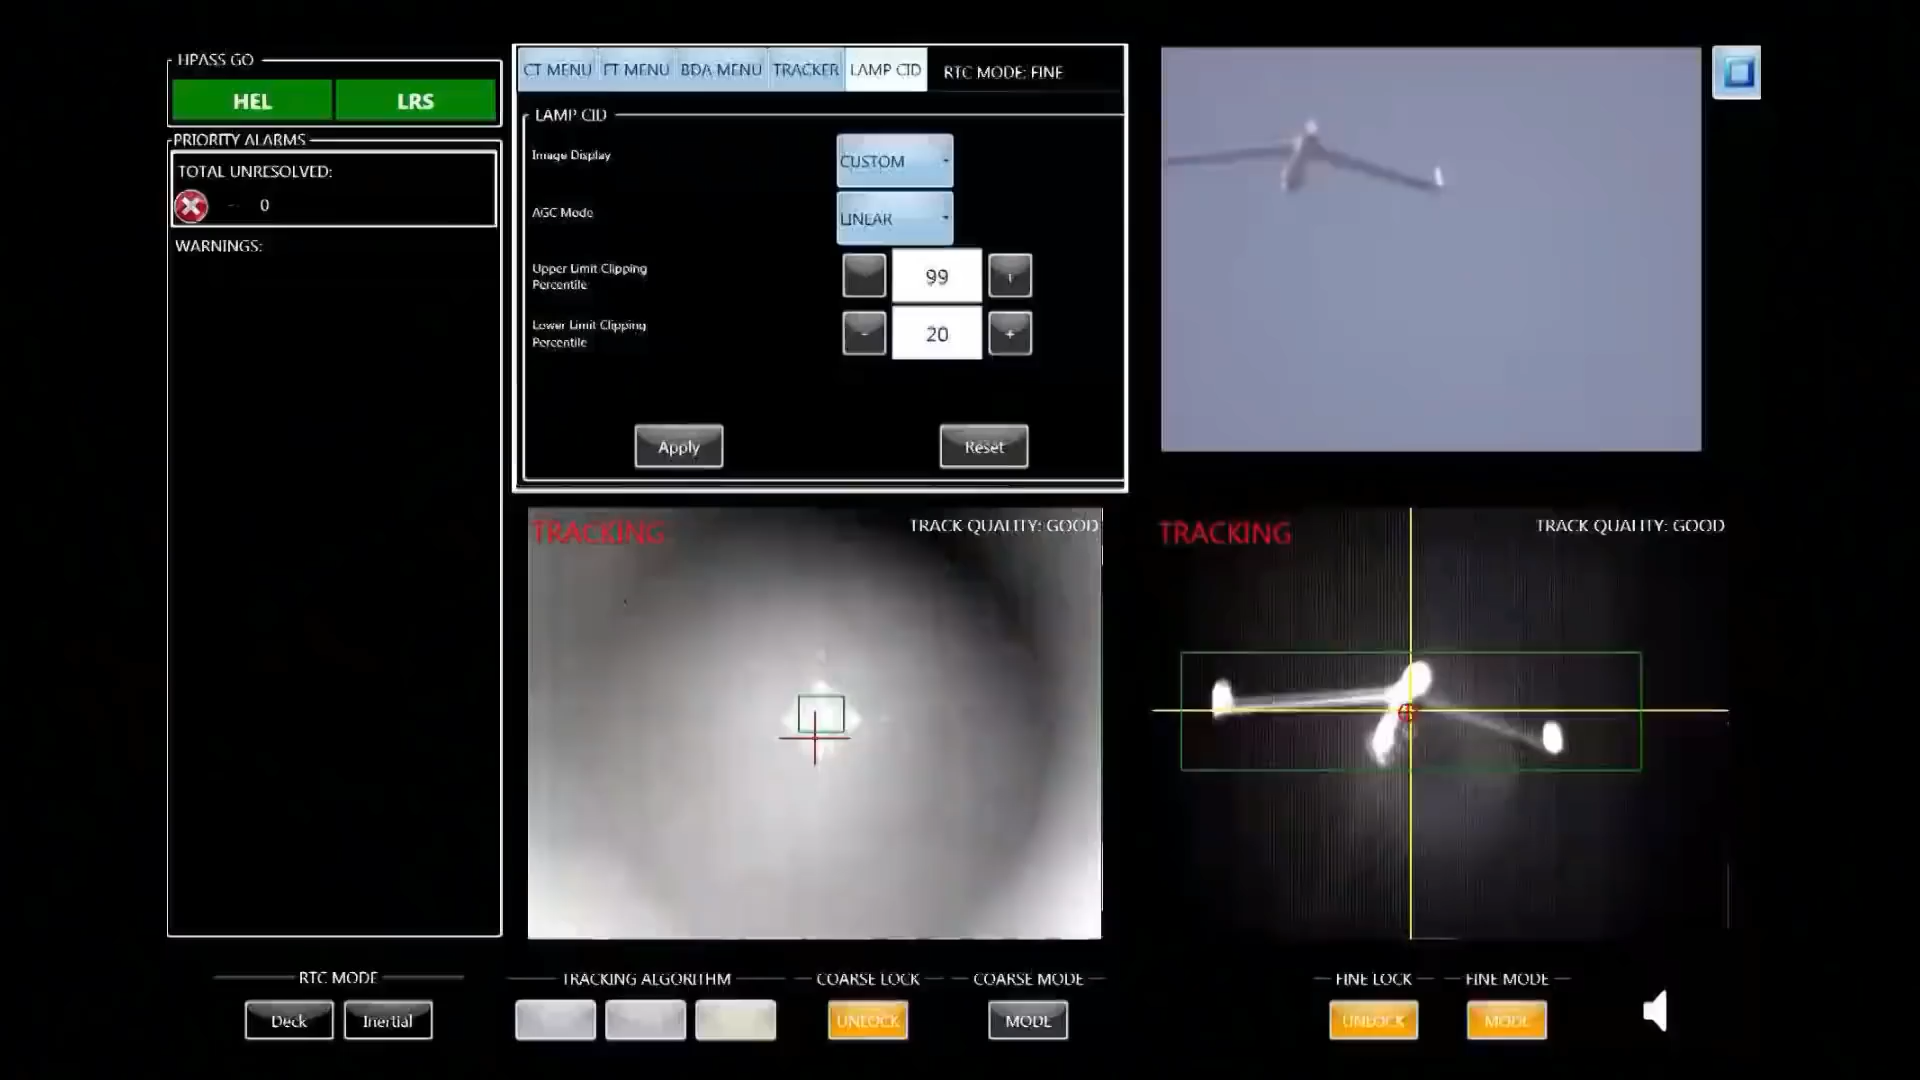 HPASS GO
HEL
LRS
PRIORITY ALARMS
TOTAL UNRESOLVED:
-- 0
WARNINGS:
CT MENU
FT MENU
BDA MENU
TRACKER
LAMP CID
RTC MODE: FINE
LAMP CID
Image Display
CUSTOM
AGC Mode
LINEAR
Upper Limit Clipping
Percentile
99
+
Lower Limit Clipping
Percentile
-
20
+
Apply
Reset
TRACKING
TRACK QUALITY: GOOD
TRACKING
TRACK QUALITY: GOOD
RTC MODE
Deck
Inertial
TRACKING ALGORITHM
COARSE LOCK
UNLOCK
COARSE MODE
MODE
FINE LOCK
UNLOCK
FINE MODE
MODE